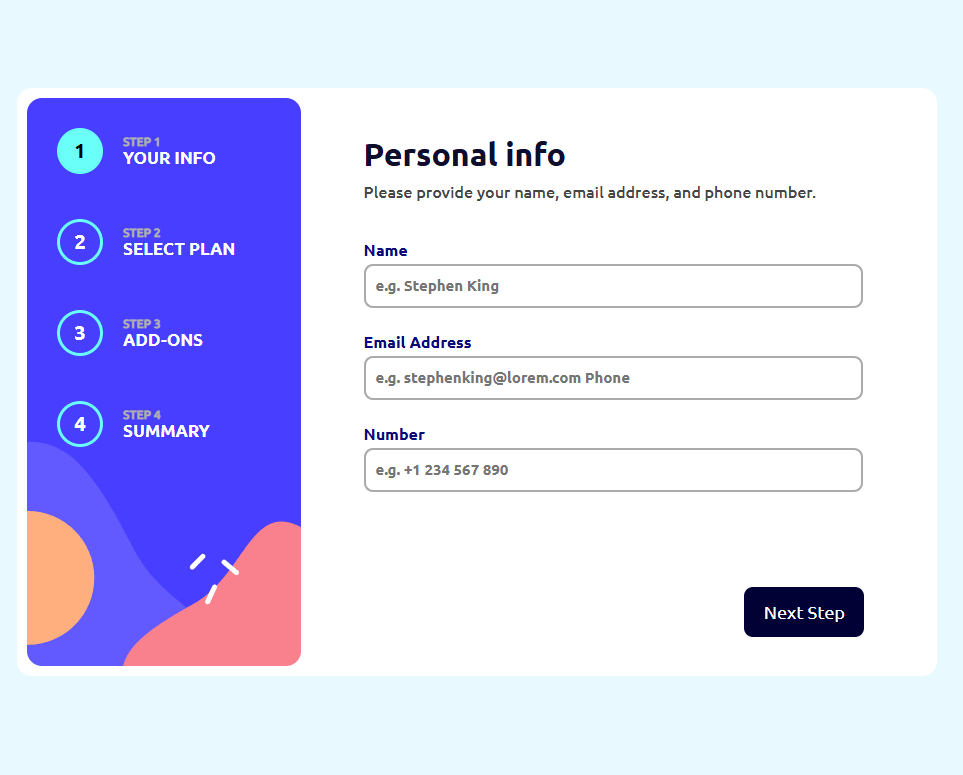 1
STEP 1
YOUR INFO
2
STEP 2
SELECT PLAN
3
STEP 3
ADD-ONS
4
STEP 4
SUMMARY
Personal info
Please provide your name, email address, and phone number.
Name
e.g. Stephen King
Email Address
e.g. stephenking@lorem.com Phone
Number
e.g. +1 234 567 890
Next Step